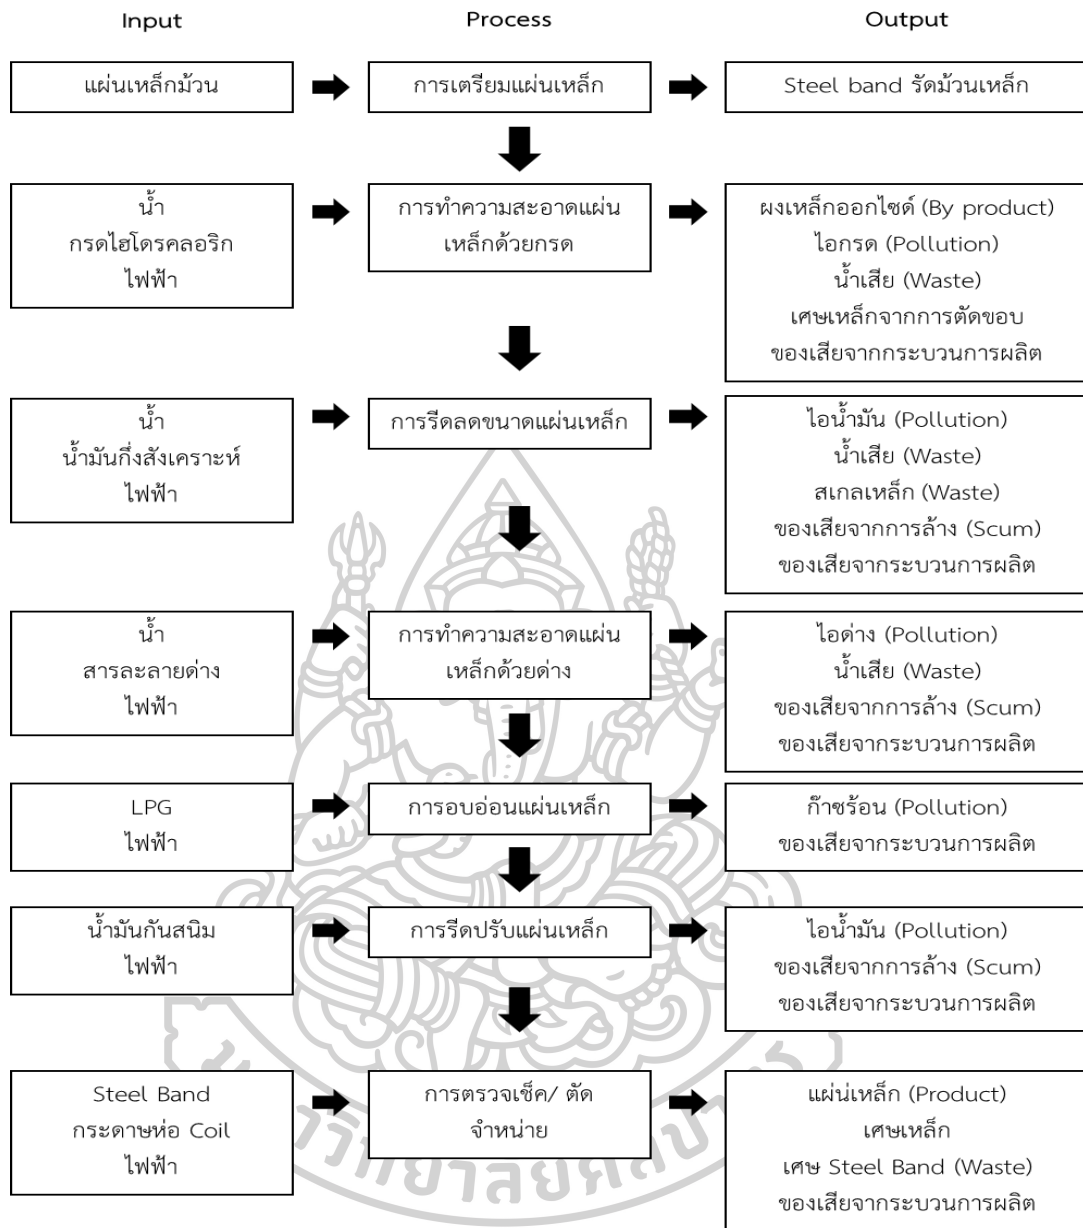 Input Process Output
แผ่นเหล็กม้วน การเตรียมแผ่นเหล็ก Steel band รัดม้วนเหล็ก
น้ำ
กรดไฮโดรคลอริก
ไฟฟ้า
การทำความสะอาดแผ่น
เหล็กด้วยกรด
ผงเหล็กออกไซด์ (By product)
ไอกรด (Pollution)
น้ำเสีย (Waste)
เศษเหล็กจากการตัดขอบ
ของเสียจากกระบวนการผลิต
น้ำ
น้ำมันกึ่งสังเคราะห์
ไฟฟ้า
การรีดลดขนาดแผ่นเหล็ก
ไอน้ำมัน (Pollution)
น้ำเสีย (Waste)
สเกลเหล็ก (Waste)
ของเสียจากการล้าง (Scum)
ของเสียจากระบวนการผลิต
น้ำ
สารละลายด่าง
ไฟฟ้า
การทำความสะอาดแผ่น
เหล็กด้วยด่าง
ไอด่าง (Pollution)
น้ำเสีย (Waste)
ของเสียจากการล้าง (Scum)
ของเสียจากระบวนการผลิต
LPG
ไฟฟ้า
การอบอ่อนแผ่นเหล็ก
ก๊าซร้อน (Pollution)
ของเสียจากระบวนการผลิต
น้ำมันกันสนิม
ไฟฟ้า
การรีดปรับแผ่นเหล็ก
ไอน้ำมัน (Pollution)
ของเสียจากการล้าง (Scum)
ของเสียจากระบวนการผลิต
Steel Band
กระดาษห่อ Coil
ไฟฟ้า
การตรวจเช็ค/ ตัด
จำหน่าย
แผ่น่เหล็ก (Product)
เศษเหล็ก
เศษ Steel Band (Waste)
ของเสียจากระบวนการผลิต